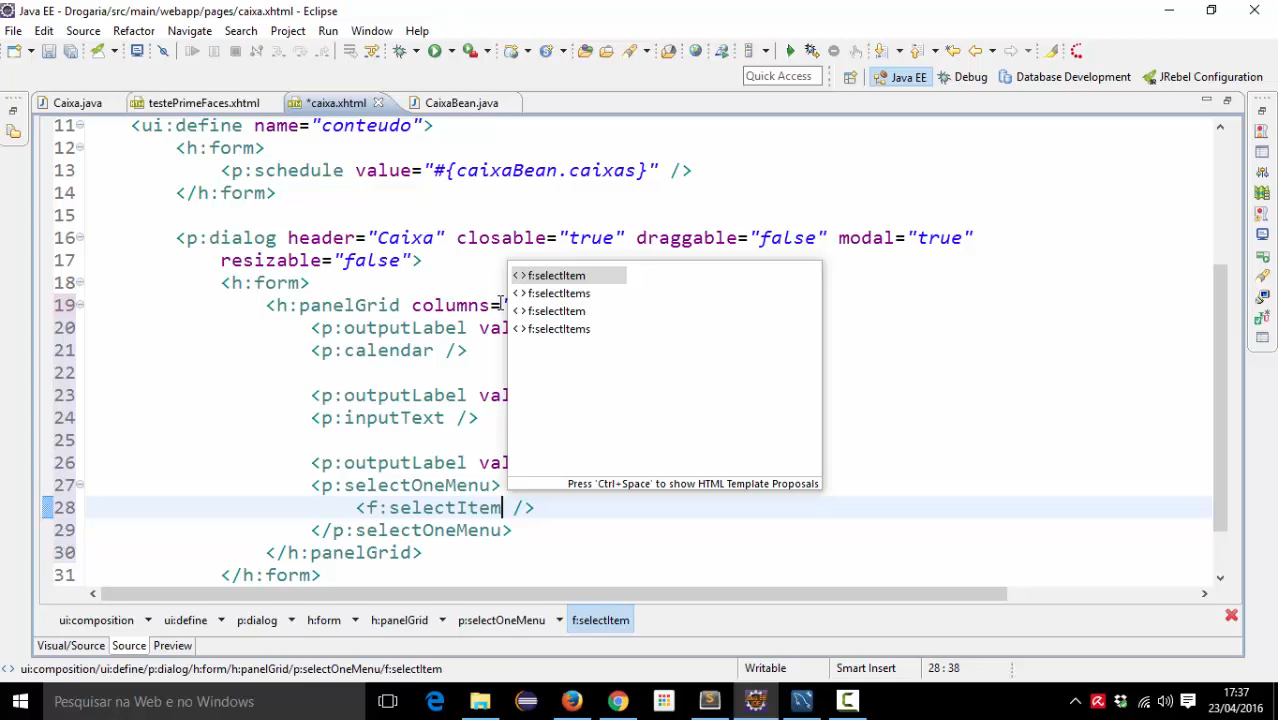 Java EE - Drogaria/src/main/webapp/pages/caixa.xhtml - Eclipse
File Edit Source Refactor Navigate Search Project Run Window Help
Quick Access Java EE Debug Database Development JRebel Configuration
Caixa.java testePrimeFaces.xhtml *caixa.xhtml CaixaBean.java
11 <ui:define name="conteudo">
12 <h:form>
13 <p:schedule value="#{caixaBean.caixas}" />
14 </h:form>
15
16 <p:dialog header="Caixa" closable="true" draggable="false" modal="true"
17 resizable="false">
18 <h:form>
19 <h:panelGrid columns="
20 <p:outputLabel val
21 <p:calendar />
22
23 <p:outputLabel val
24 <p:inputText />
25
26 <p:outputLabel val
27 <p:selectOneMenu>
28 <f:selectItem />
29 </p:selectOneMenu>
30 </h:panelGrid>
31 </h:form>
f:selectItem
f:selectItems
f:selectItem
f:selectItems
Press 'Ctrl+Space' to show HTML Template Proposals
ui:composition ui:define p:dialog h:form h:panelGrid p:selectOneMenu f:selectItem
Visual/Source Source Preview
ui:composition/ui:define/p:dialog/h:form/h:panelGrid/p:selectOneMenu/f:selectItem Writable Smart Insert 28 : 38
Pesquisar na Web e no Windows
17:37
23/04/2016